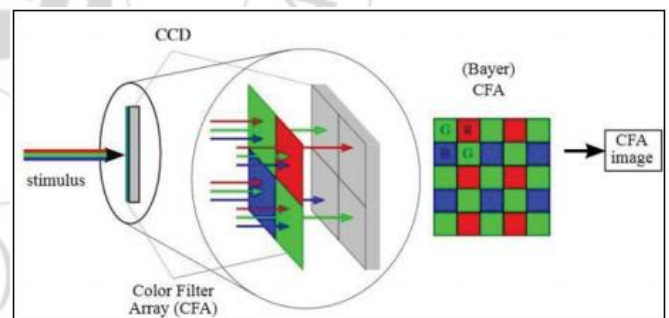 CCD
(Bayer)
CFA
G R
B G
CFA
image
stimulus
Color Filter
Array (CFA)